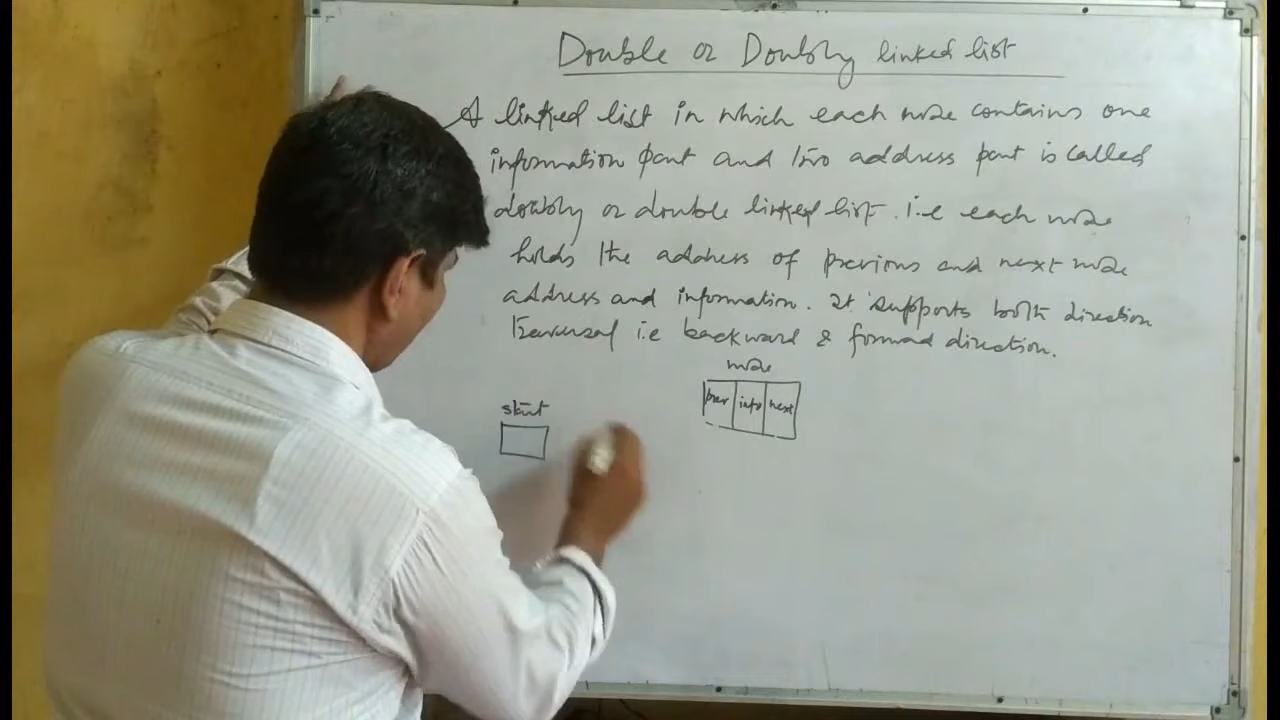 Double or Doubly linked list
A linked list in which each node contains one
information part and two address part is called
doubly or double linked list. i.e each node
holds the address of previous and next node
address and information. It supports both direction
traversal i.e backward & forward direction.
node
prev info next
start